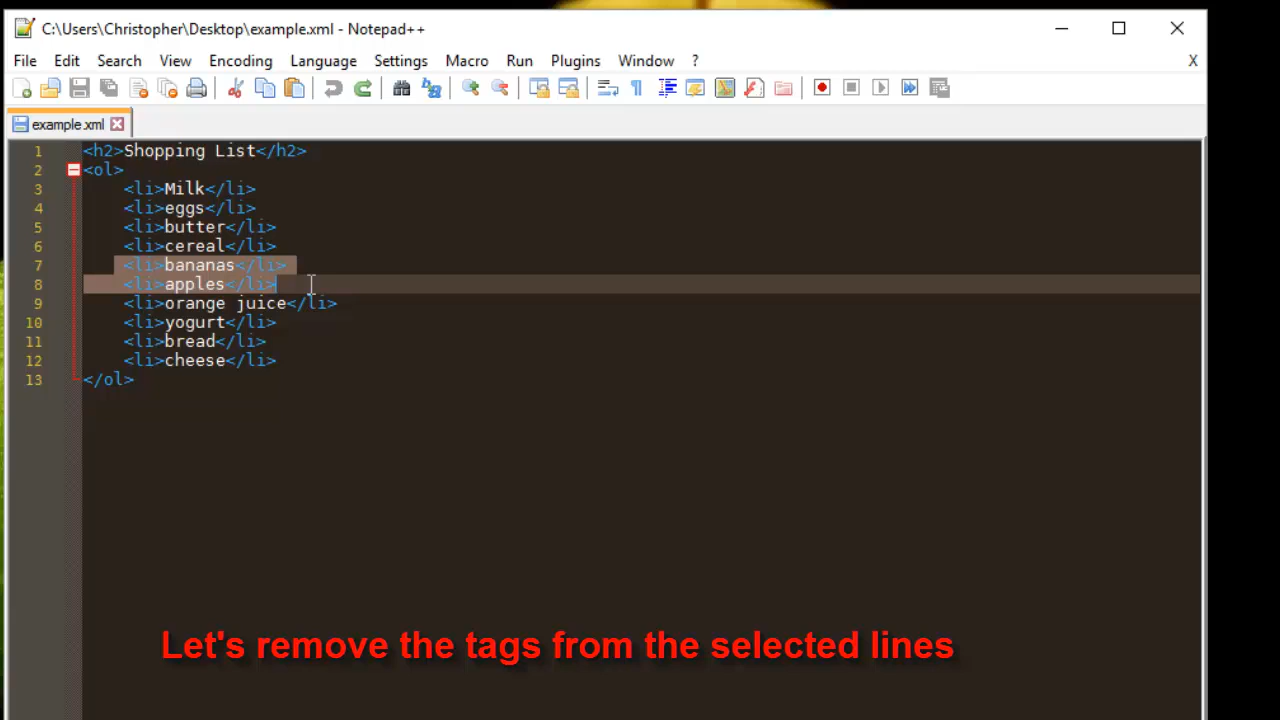 C:\Users\Christopher\Desktop\example.xml - Notepad++
File Edit Search View Encoding Language Settings Macro Run Plugins Window ? X
example.xml
1 <h2>Shopping List</h2>
2 <ol>
3 <li>Milk</li>
4 <li>eggs</li>
5 <li>butter</li>
6 <li>cereal</li>
7 <li>bananas</li>
8 <li>apples</li>
9 <li>orange juice</li>
10 <li>yogurt</li>
11 <li>bread</li>
12 <li>cheese</li>
13 </ol>
Let's remove the tags from the selected lines